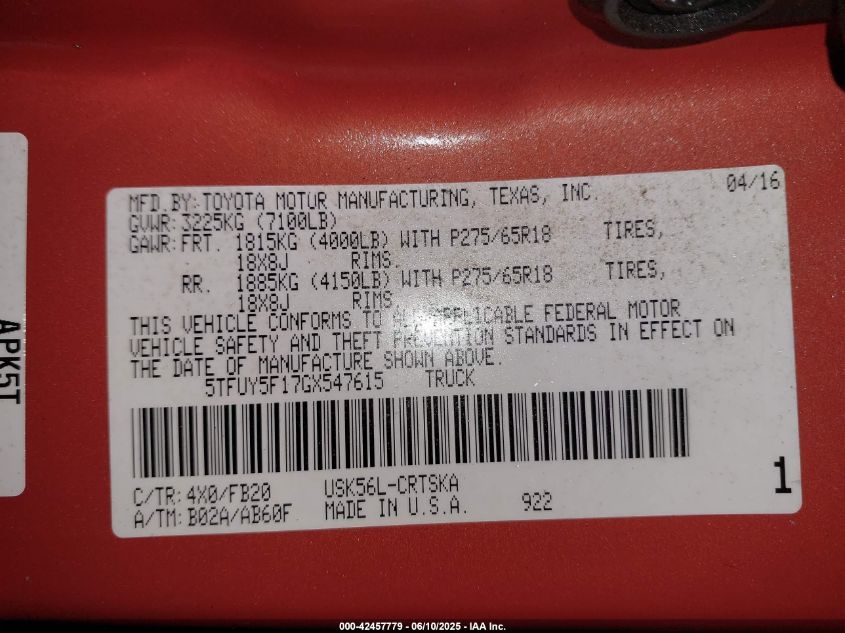 MFD.BY:TOYOTA MOTOR MANUFACTURING, TEXAS, INC. 04/16
GVWR:3225KG (7100LB)
GAWR:FRT. 1815KG (4000LB) WITH P275/65R18 TIRES,
18X8J RIMS.
RR. 1885KG (4150LB) WITH P275/65R18 TIRES,
18X8J RIMS.
THIS VEHICLE CONFORMS TO ALL APPLICABLE FEDERAL MOTOR
VEHICLE SAFETY AND THEFT PREVENTION STANDARDS IN EFFECT ON
THE DATE OF MANUFACTURE SHOWN ABOVE.
5TFUY5F17GX547615 TRUCK
C/TR:4X0/FB20 USK56L-CRTSKA
A/TM:B02A/AB60F MADE IN U.S.A. 922
1
APK5T
000-42457779 - 06/10/2025 - IAA Inc.